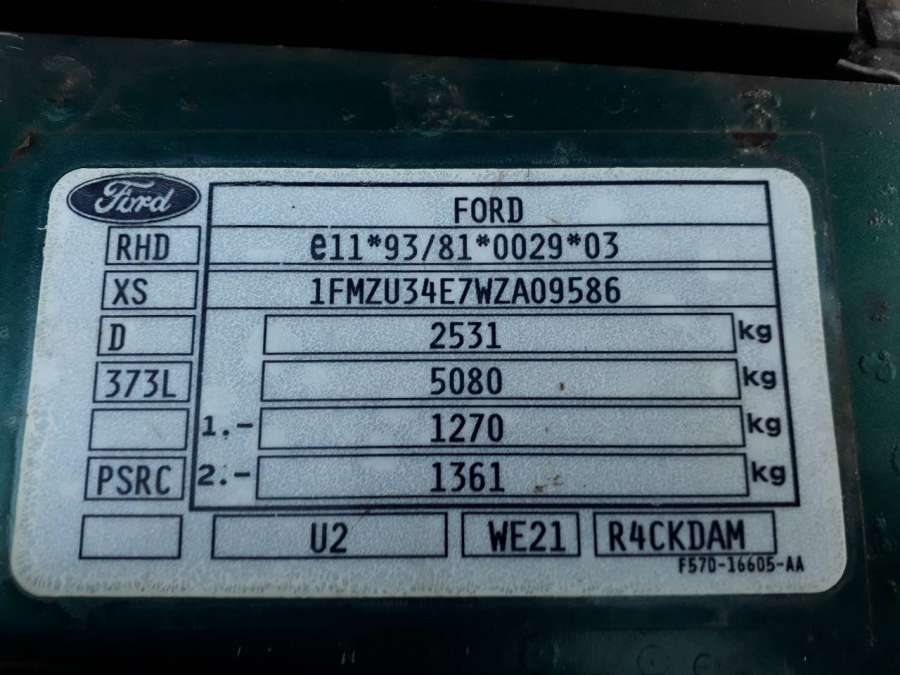 Ford
FORD
RHD e11*93/81*0029*03
XS 1FMZU34E7WZA09586
D 2531 kg
373L 5080 kg
1.- 1270 kg
PSRC 2.- 1361 kg
U2 WE21 R4CKDAM
F57D-16605-AA